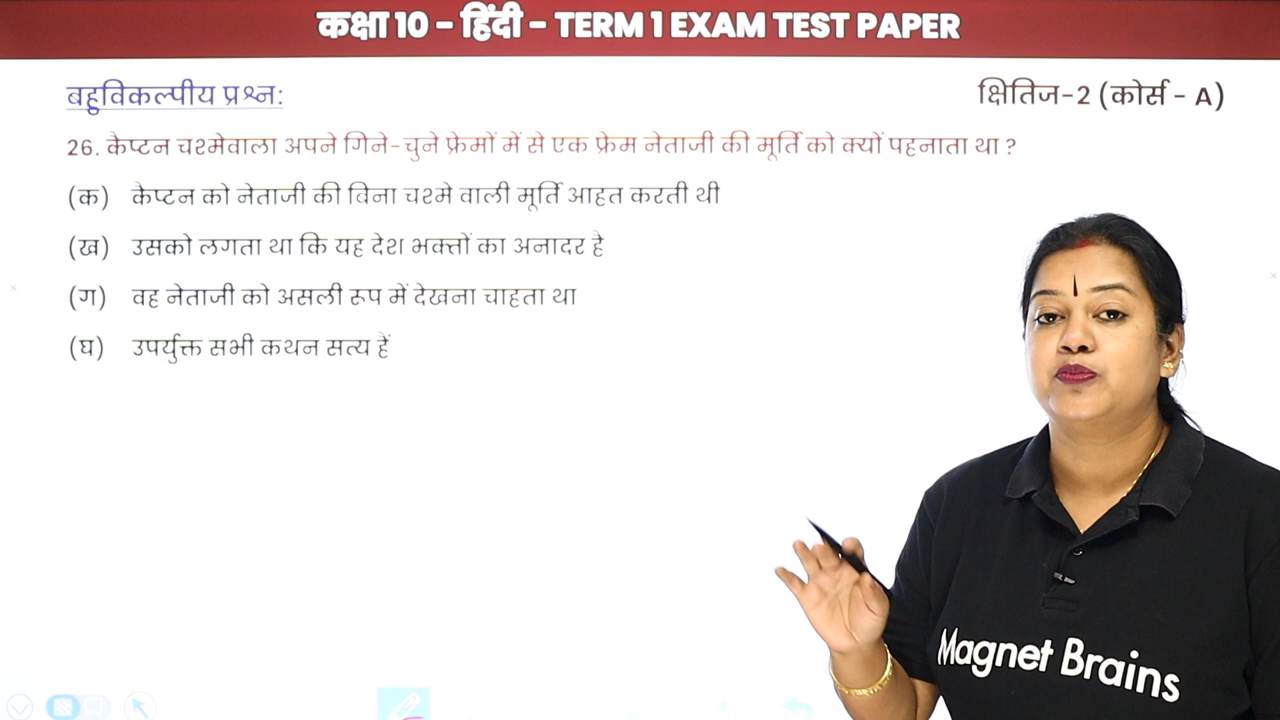 कक्षा 10 - हिंदी - TERM 1 EXAM TEST PAPER
बहुविकल्पीय प्रश्न:
क्षितिज-2 (कोर्स - A)
26. कैप्टन चश्मेवाला अपने गिने-चुने फ्रेमों में से एक फ्रेम नेताजी की मूर्ति को क्यों पहनाता था ?
(क) कैप्टन को नेताजी की बिना चश्मे वाली मूर्ति आहत करती थी
(ख) उसको लगता था कि यह देश भक्तों का अनादर है
(ग) वह नेताजी को असली रूप में देखना चाहता था
(घ) उपर्युक्त सभी कथन सत्य हैं
Magnet Brains